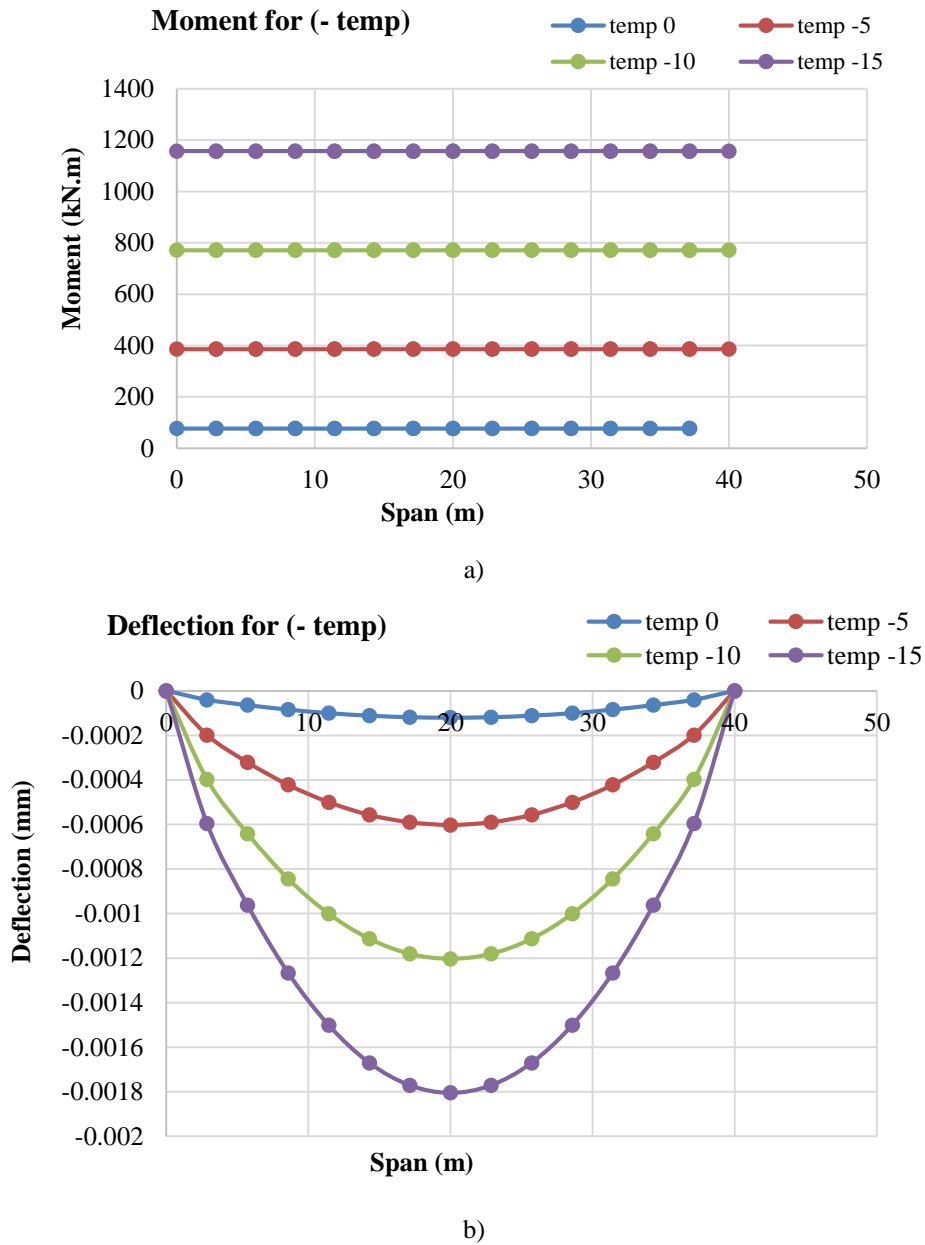 Moment for (- temp)
temp 0 temp -5
temp -10 temp -15
1400
1200
1000
800
600
400
200
0
Moment (kN.m)
0 10 20 30 40 50
Span (m)
a)
Deflection for (- temp)
temp 0 temp -5
temp -10 temp -15
0
-0.0002
-0.0004
-0.0006
-0.0008
-0.001
-0.0012
-0.0014
-0.0016
-0.0018
-0.002
Deflection (mm)
0 10 20 30 40 50
Span (m)
b)